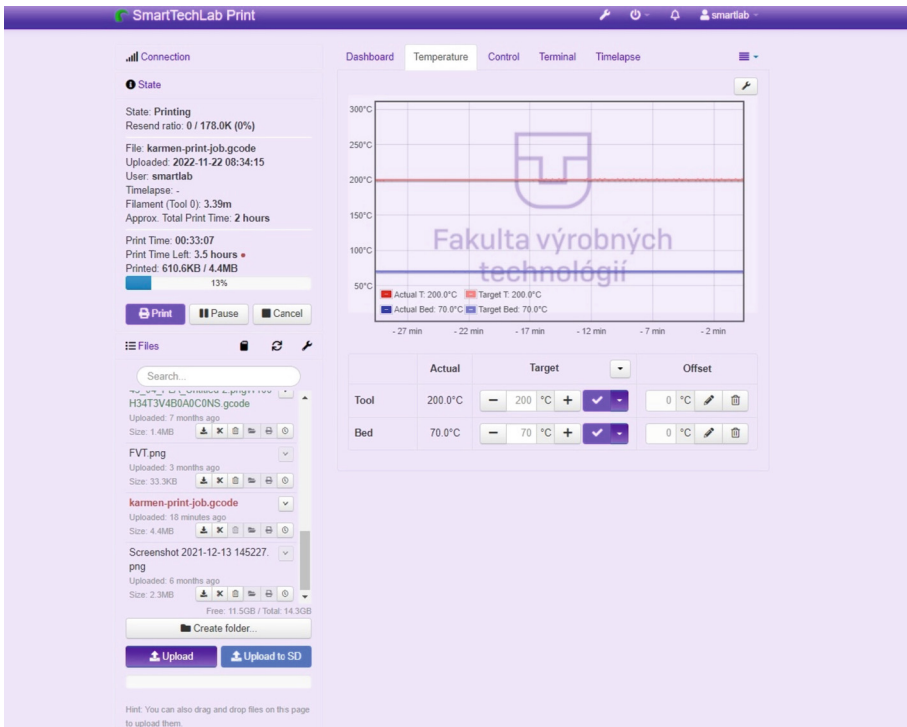 SmartTechLab Print
smartlab
Connection
State
State: Printing
Resend ratio: 0 / 178.0K (0%)
File: karmen-print-job.gcode
Uploaded: 2022-11-22 08:34:15
User: smartlab
Timelapse: -
Filament (Tool 0): 3.39m
Approx. Total Print Time: 2 hours
Print Time: 00:33:07
Print Time Left: 3.5 hours
Printed: 610.6KB / 4.4MB
13%
Print Pause Cancel
Files
Search...
H34T3V4B0A0C0NS.gcode
Uploaded: 7 months ago
Size: 1.4MB
FVT.png
Uploaded: 3 months ago
Size: 33.3KB
karmen-print-job.gcode
Uploaded: 18 minutes ago
Size: 4.4MB
Screenshot 2021-12-13 145227.
png
Uploaded: 6 months ago
Size: 2.3MB
Free: 11.5GB / Total: 14.3GB
Create folder...
Upload Upload to SD
Hint: You can also drag and drop files on this page
to upload them.
Dashboard Temperature Control Terminal Timelapse
300°C
250°C
200°C
150°C
100°C
50°C
Fakulta výrobných
technológií
Actual T: 200.0°C Target T: 200.0°C
Actual Bed: 70.0°C Target Bed: 70.0°C
- 27 min - 22 min - 17 min - 12 min - 7 min - 2 min
Actual Target Offset
Tool 200.0°C 200 °C 0 °C
Bed 70.0°C 70 °C 0 °C